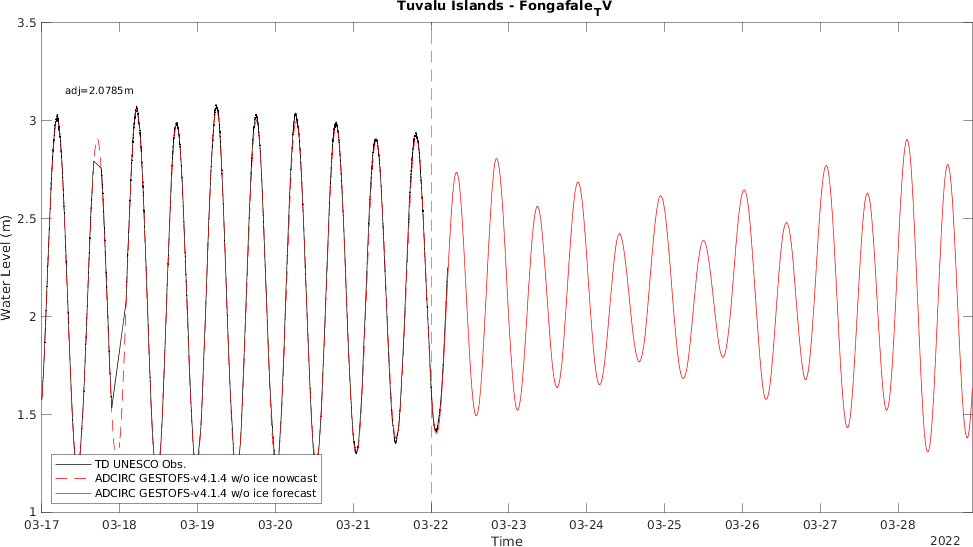 Tuvalu Islands - Fongafale_TV
adj=2.0785m
3.5
3
2.5
2
1.5
1
Water Level (m)
TD UNESCO Obs.
ADCIRC GESTOFS-v4.1.4 w/o ice nowcast
ADCIRC GESTOFS-v4.1.4 w/o ice forecast
03-17 03-18 03-19 03-20 03-21 03-22 03-23 03-24 03-25 03-26 03-27 03-28
Time
2022